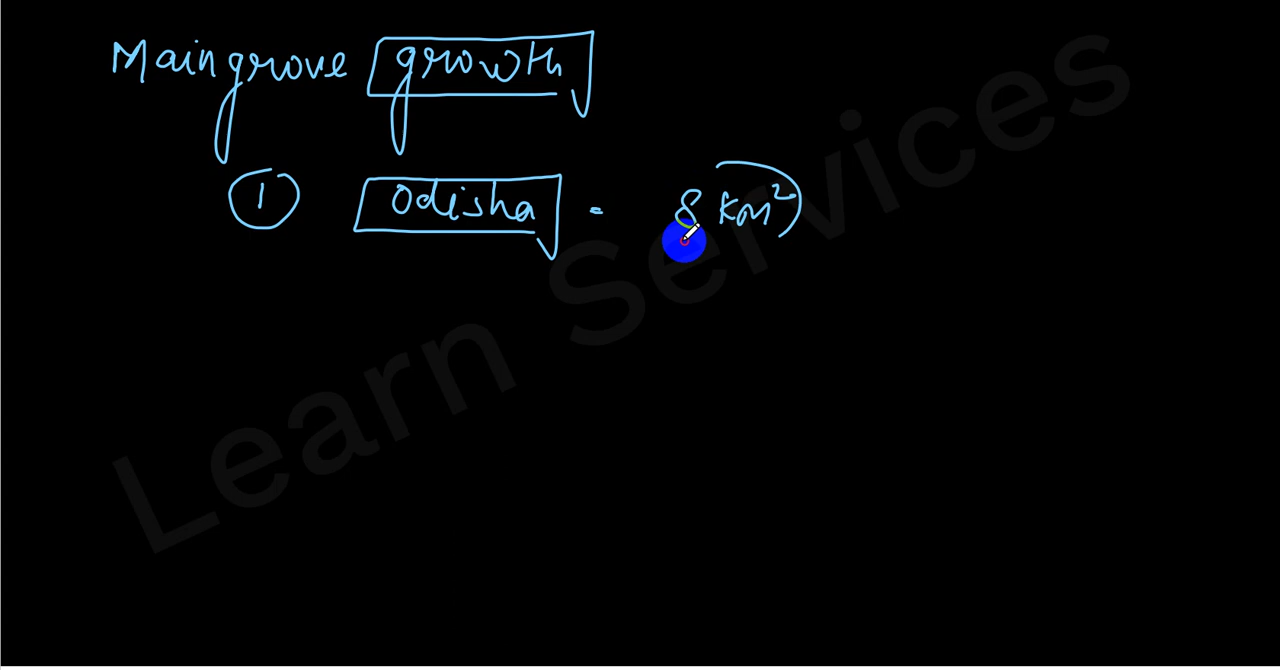 Maingrove growth
① Odisha = 8 km²
Learn Services